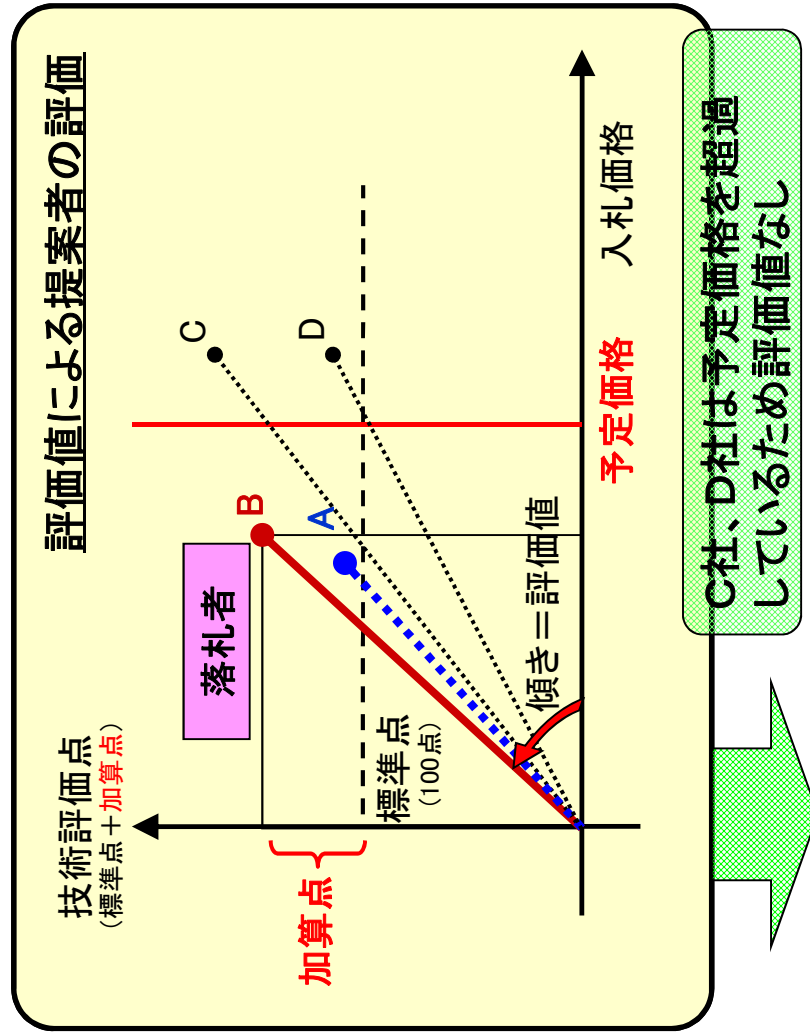 評価値による提案者の評価
技術評価点
（標準点＋加算点）
落札者
B
A
C
D
加算点
標準点
（100点）
傾き＝評価値
予定価格
入札価格
C社、D社は予定価格を超過
しているため評価値なし